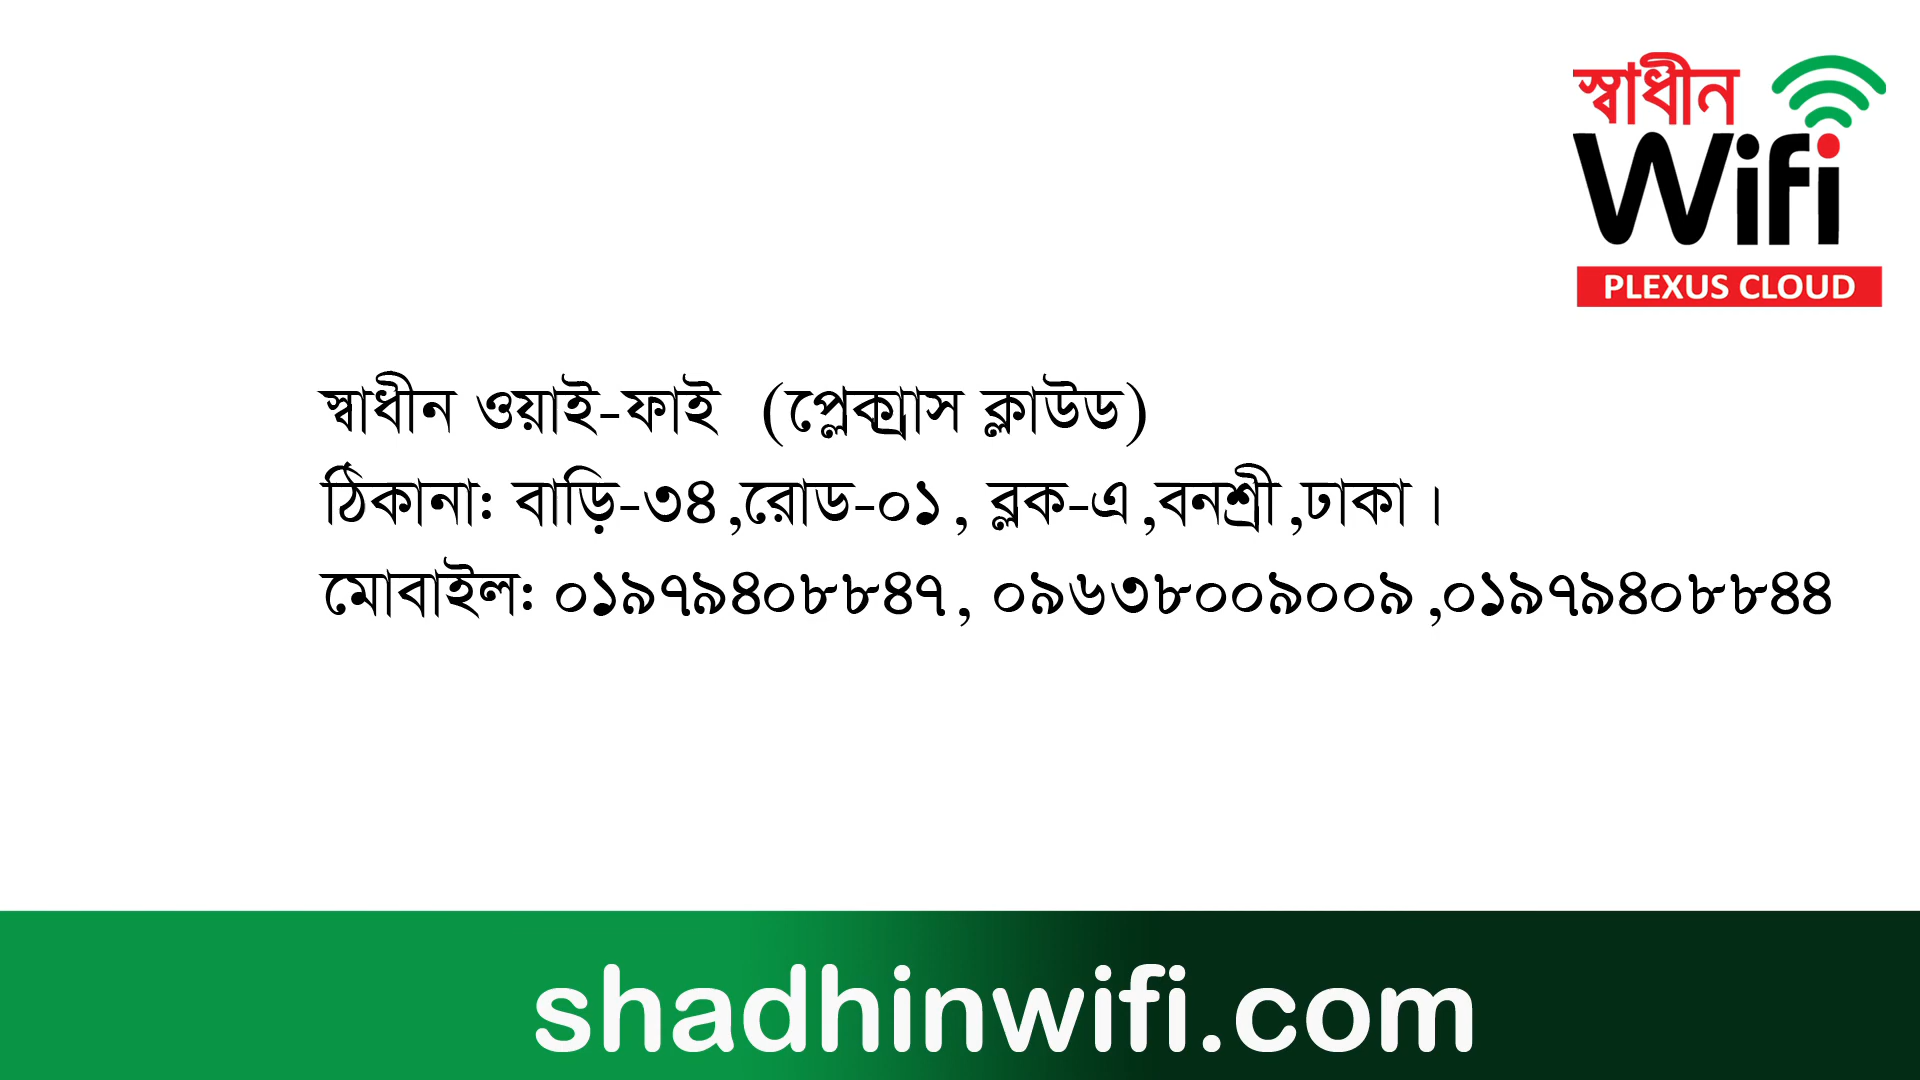 স্বাধীন
Wifi
PLEXUS CLOUD
স্বাধীন ওয়াই-ফাই (প্লেক্স্রাস ক্লাউড)
ঠিকানাঃ বাড়ি-৩৪,রোড-০১, ব্লক-এ,বনশ্রী,ঢাকা।
মোবাইলঃ ০১৯৭৯৪০৮৮৪৭, ০৯৬৩৮০০৯০০৯,০১৯৭৯৪০৮৮৪৪
shadhinwifi.com